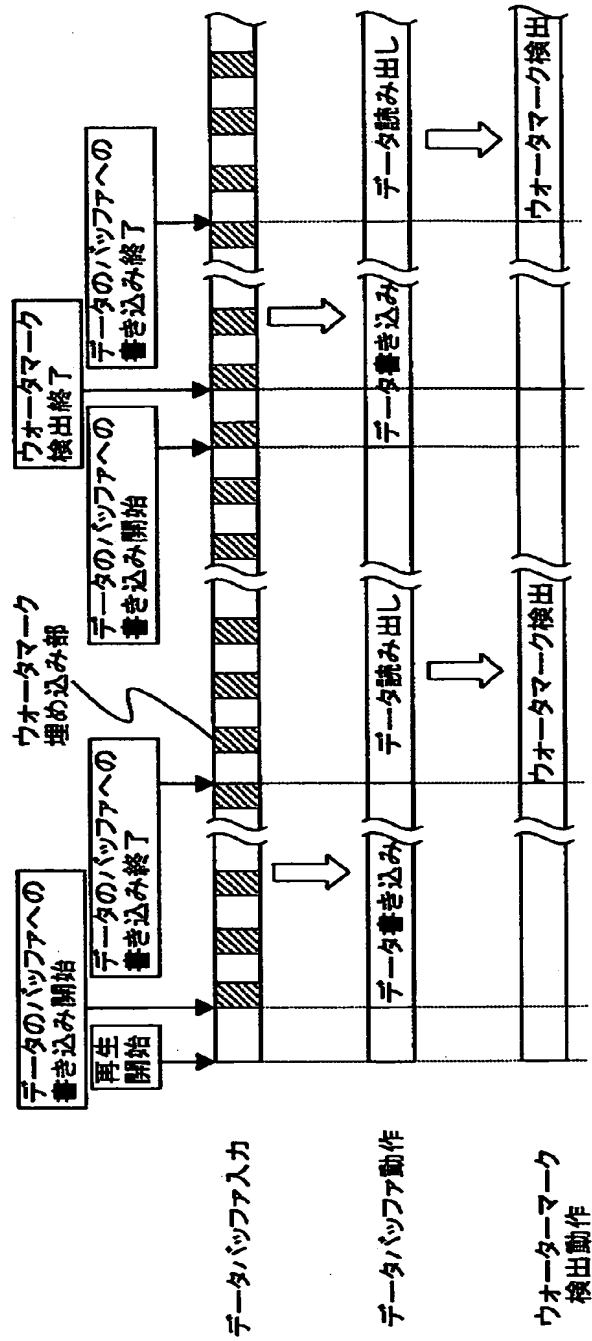 データのバッファへの
書き込み開始
再生
開始
データのバッファへの
書き込み終了
ウォータマーク
埋め込み部
データのバッファへの
書き込み開始
ウォータマーク
検出終了
データのバッファへの
書き込み終了
データバッファ入力
データバッファ動作
データ書き込み
データ読み出し
データ書き込み
データ読み出し
ウォーターマーク
検出動作
ウォータマーク検出
ウォータマーク検出